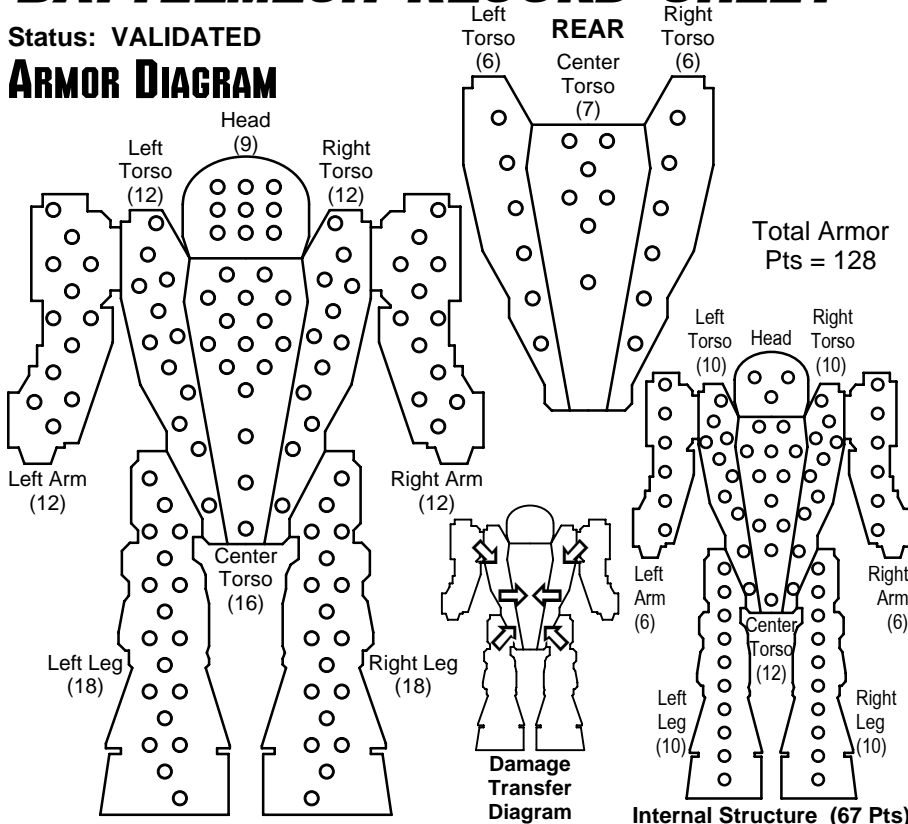 BATTLEMECH RECORD SHEET
Status: VALIDATED
ARMOR DIAGRAM
Head
(9)
Left
Torso
(12)
Right
Torso
(12)
Left Arm
(12)
Right Arm
(12)
Center
Torso
(16)
Left Leg
(18)
Right Leg
(18)
REAR
Left
Torso
(6)
Center
Torso
(7)
Right
Torso
(6)
Total Armor
Pts = 128
Left
Torso
(10)
Head
Right
Torso
(10)
Left
Arm
(6)
Right
Arm
(6)
Center
Torso
(12)
Left
Leg
(10)
Right
Leg
(10)
Damage
Transfer
Diagram
Internal Structure (67 Pts)